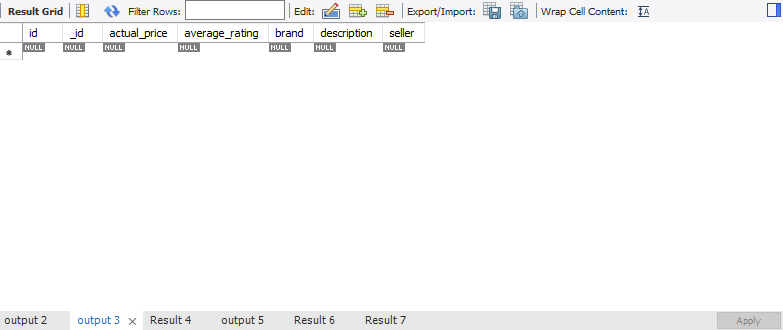 Result Grid Filter Rows: Edit: Export/Import: Wrap Cell Content: A
id _id actual_price average_rating brand description seller
NULL NULL NULL NULL NULL NULL NULL
output 2 output 3 × Result 4 output 5 Result 6 Result 7 Apply